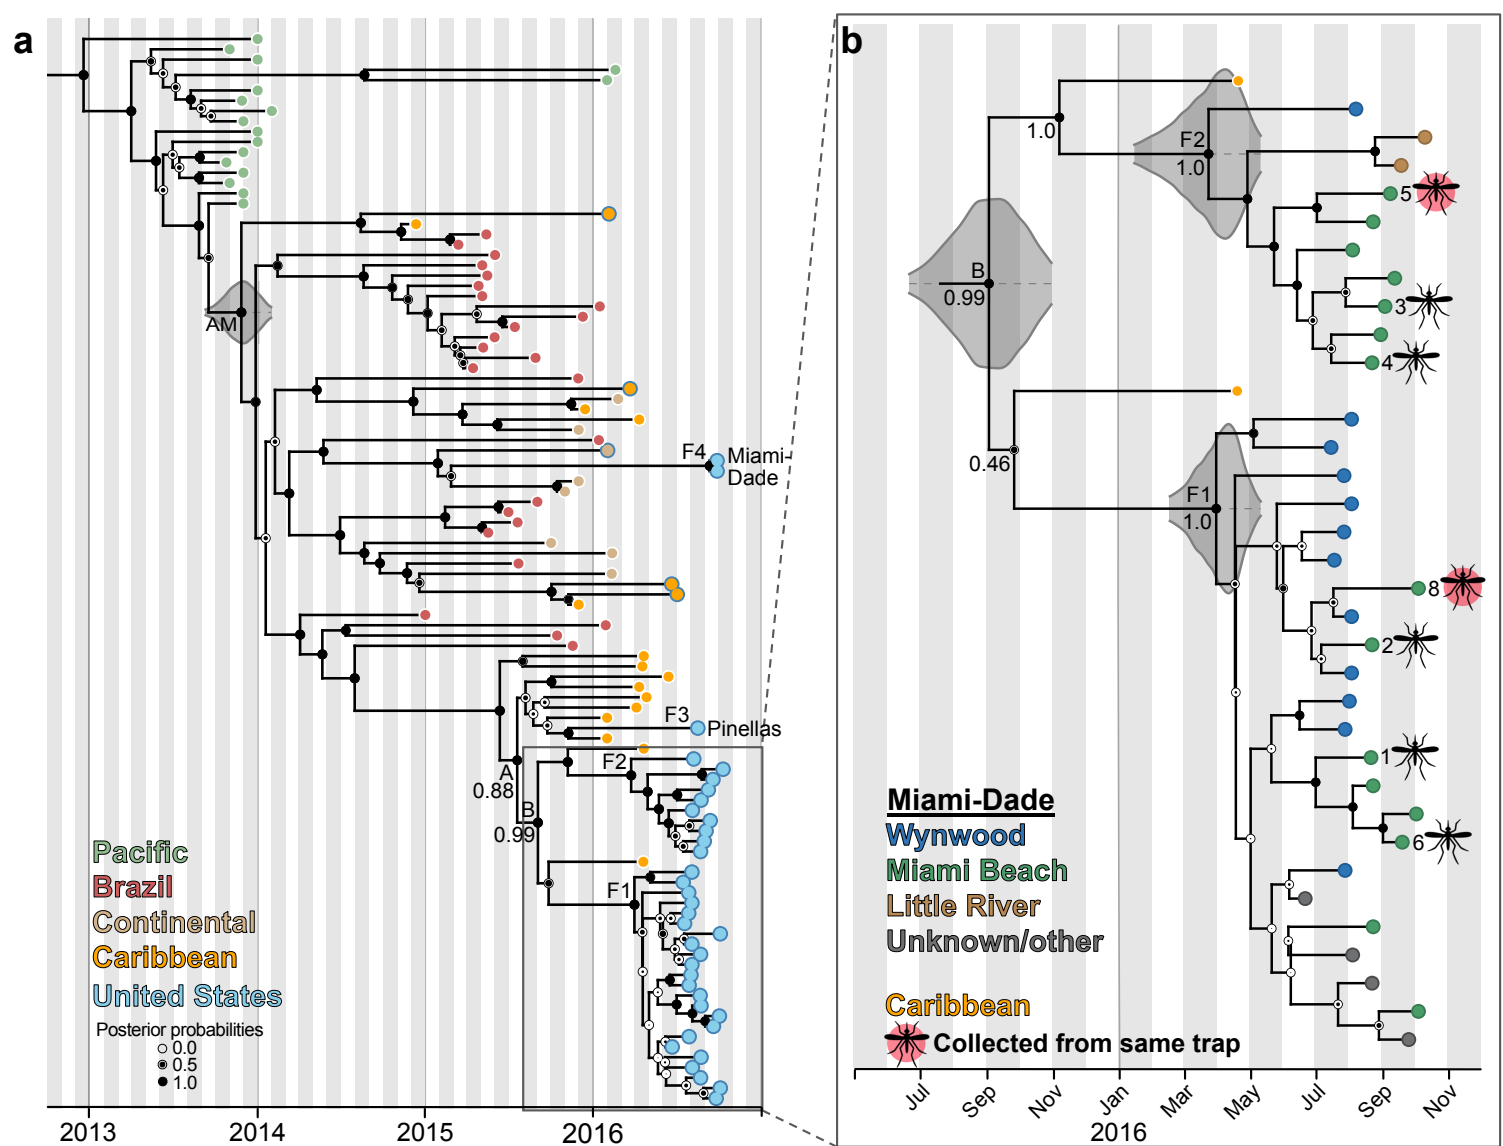 a
AM
F4
Miami-
Dade
F3
Pinellas
A
0.88
F2
B
0.99
F1
Pacific
Brazil
Continental
Caribbean
United States
Posterior probabilities
0.0
0.5
1.0
2013
2014
2015
2016
b
1.0
F2
1.0
5
B
0.99
3
4
0.46
F1
1.0
8
2
1
6
Miami-Dade
Wynwood
Miami Beach
Little River
Unknown/other
Caribbean
Collected from same trap
Jul
Sep
Nov
Jan
Mar
May
Jul
Sep
Nov
2016